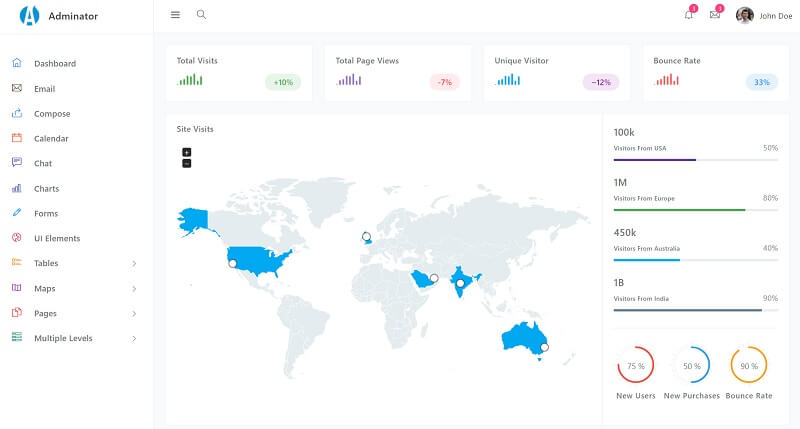 Adminator
3
3
John Doe
Dashboard
Email
Compose
Calendar
Chat
Charts
Forms
UI Elements
Tables
Maps
Pages
Multiple Levels
Total Visits
+10%
Total Page Views
-7%
Unique Visitor
~12%
Bounce Rate
33%
Site Visits
+
−
100k
Visitors From USA 50%
1M
Visitors From Europe 80%
450k
Visitors From Australia 40%
1B
Visitors From India 90%
75 %
New Users
50 %
New Purchases
90 %
Bounce Rate